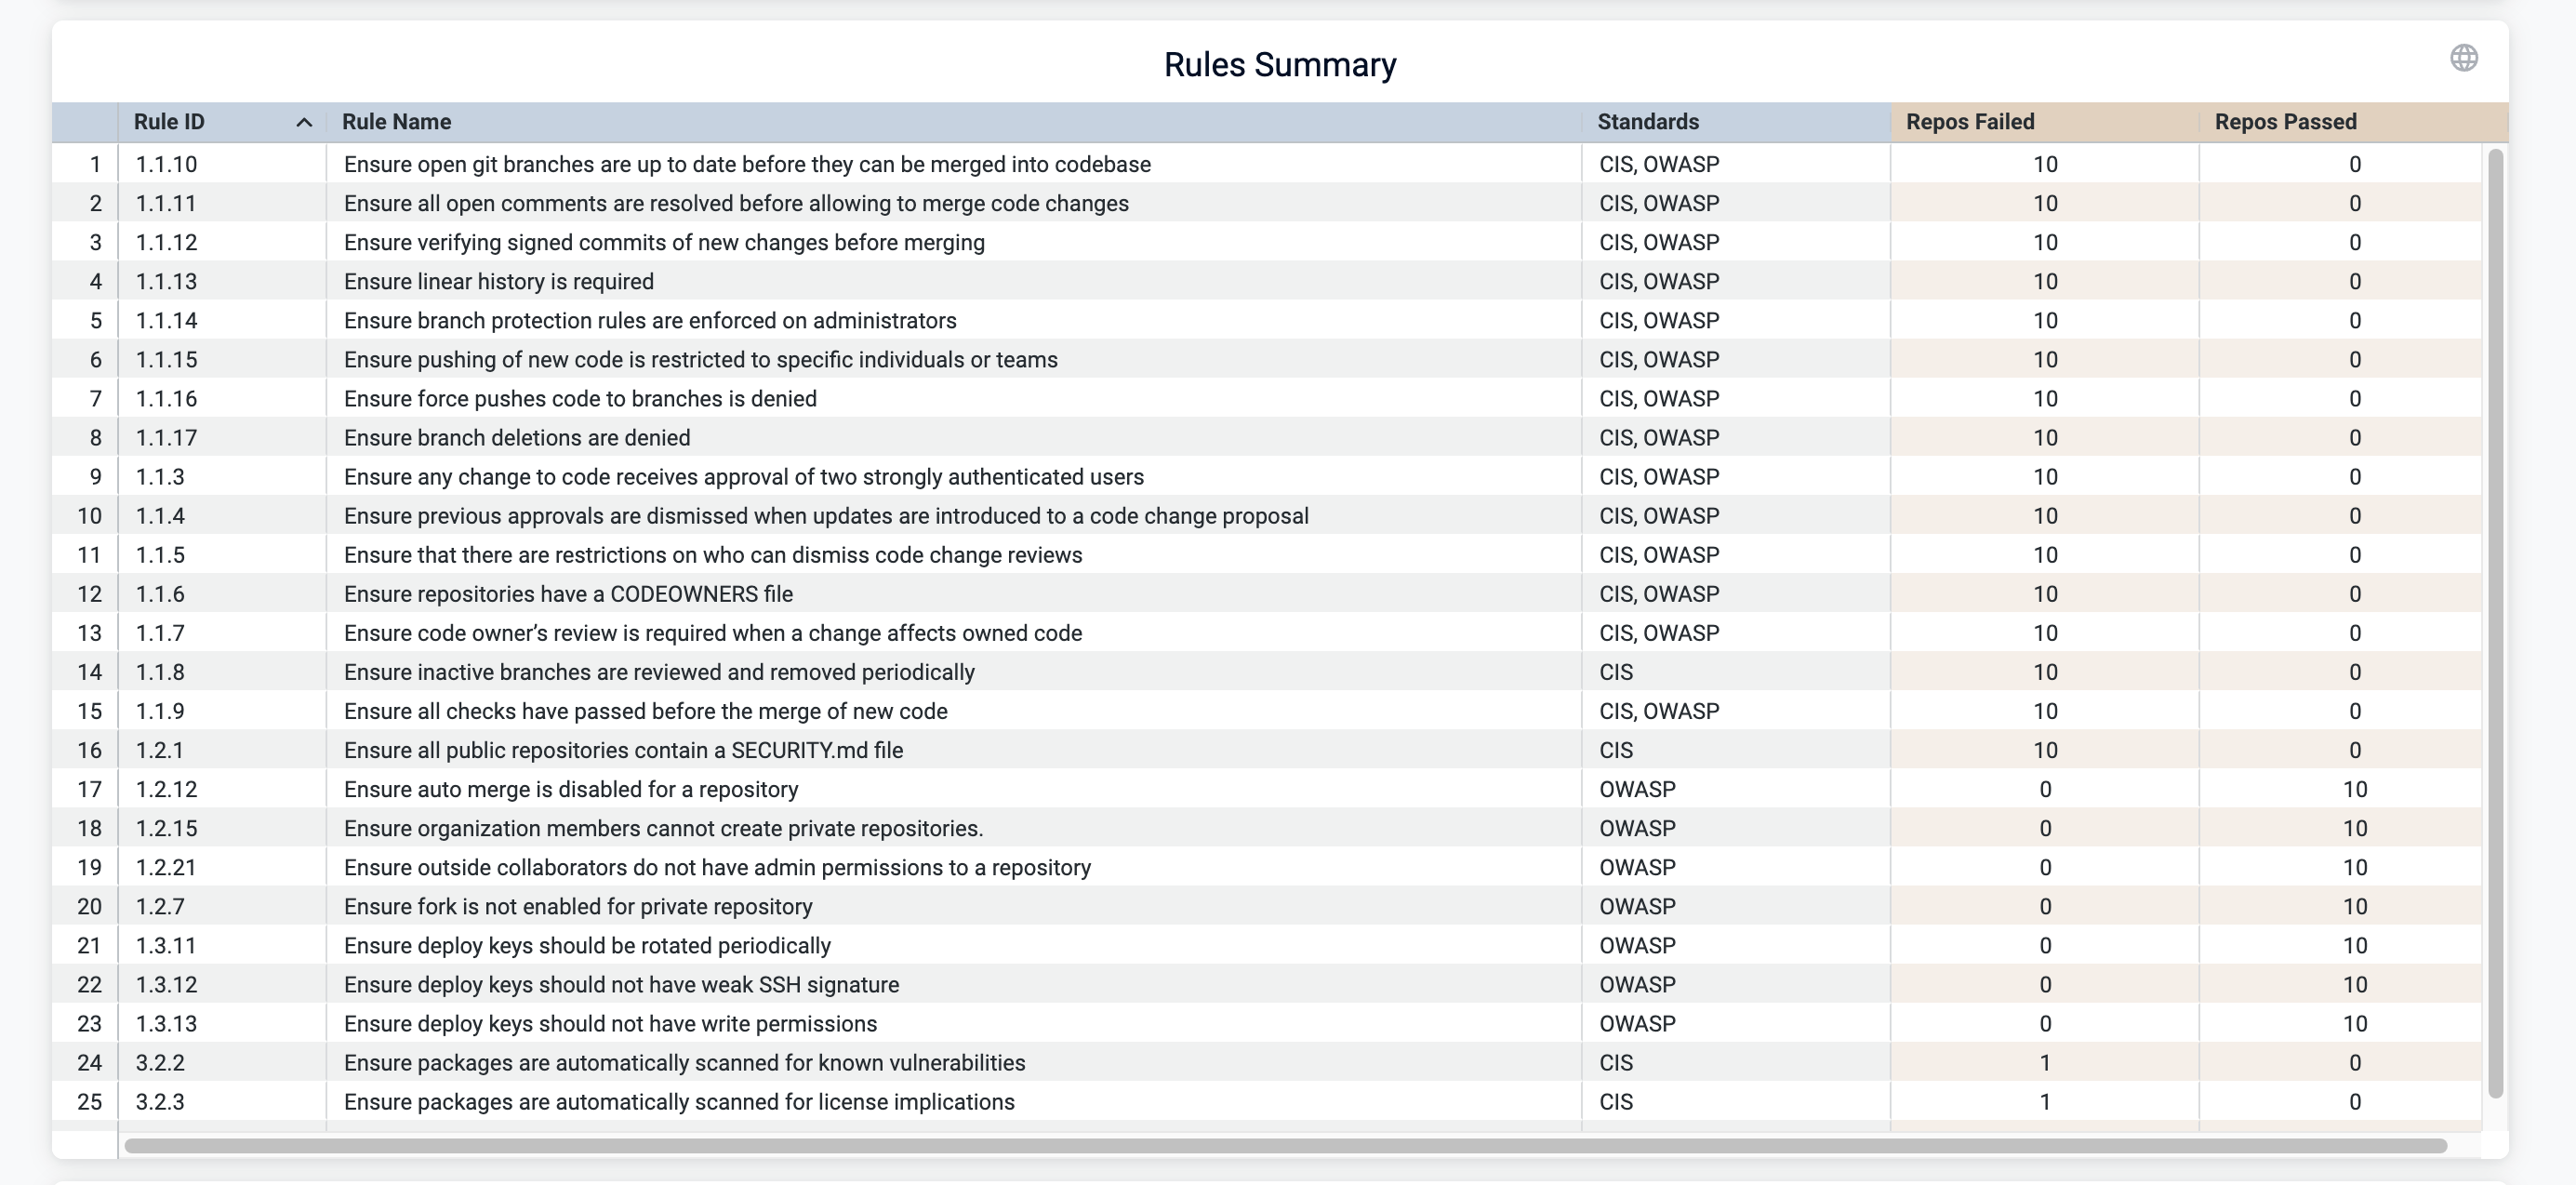 Rules Summary
Rule ID Rule Name Standards Repos Failed Repos Passed
1 1.1.10 Ensure open git branches are up to date before they can be merged into codebase CIS, OWASP 10 0
2 1.1.11 Ensure all open comments are resolved before allowing to merge code changes CIS, OWASP 10 0
3 1.1.12 Ensure verifying signed commits of new changes before merging CIS, OWASP 10 0
4 1.1.13 Ensure linear history is required CIS, OWASP 10 0
5 1.1.14 Ensure branch protection rules are enforced on administrators CIS, OWASP 10 0
6 1.1.15 Ensure pushing of new code is restricted to specific individuals or teams CIS, OWASP 10 0
7 1.1.16 Ensure force pushes code to branches is denied CIS, OWASP 10 0
8 1.1.17 Ensure branch deletions are denied CIS, OWASP 10 0
9 1.1.3 Ensure any change to code receives approval of two strongly authenticated users CIS, OWASP 10 0
10 1.1.4 Ensure previous approvals are dismissed when updates are introduced to a code change proposal CIS, OWASP 10 0
11 1.1.5 Ensure that there are restrictions on who can dismiss code change reviews CIS, OWASP 10 0
12 1.1.6 Ensure repositories have a CODEOWNERS file CIS, OWASP 10 0
13 1.1.7 Ensure code owner’s review is required when a change affects owned code CIS, OWASP 10 0
14 1.1.8 Ensure inactive branches are reviewed and removed periodically CIS 10 0
15 1.1.9 Ensure all checks have passed before the merge of new code CIS, OWASP 10 0
16 1.2.1 Ensure all public repositories contain a SECURITY.md file CIS 10 0
17 1.2.12 Ensure auto merge is disabled for a repository OWASP 0 10
18 1.2.15 Ensure organization members cannot create private repositories. OWASP 0 10
19 1.2.21 Ensure outside collaborators do not have admin permissions to a repository OWASP 0 10
20 1.2.7 Ensure fork is not enabled for private repository OWASP 0 10
21 1.3.11 Ensure deploy keys should be rotated periodically OWASP 0 10
22 1.3.12 Ensure deploy keys should not have weak SSH signature OWASP 0 10
23 1.3.13 Ensure deploy keys should not have write permissions OWASP 0 10
24 3.2.2 Ensure packages are automatically scanned for known vulnerabilities CIS 1 0
25 3.2.3 Ensure packages are automatically scanned for license implications CIS 1 0